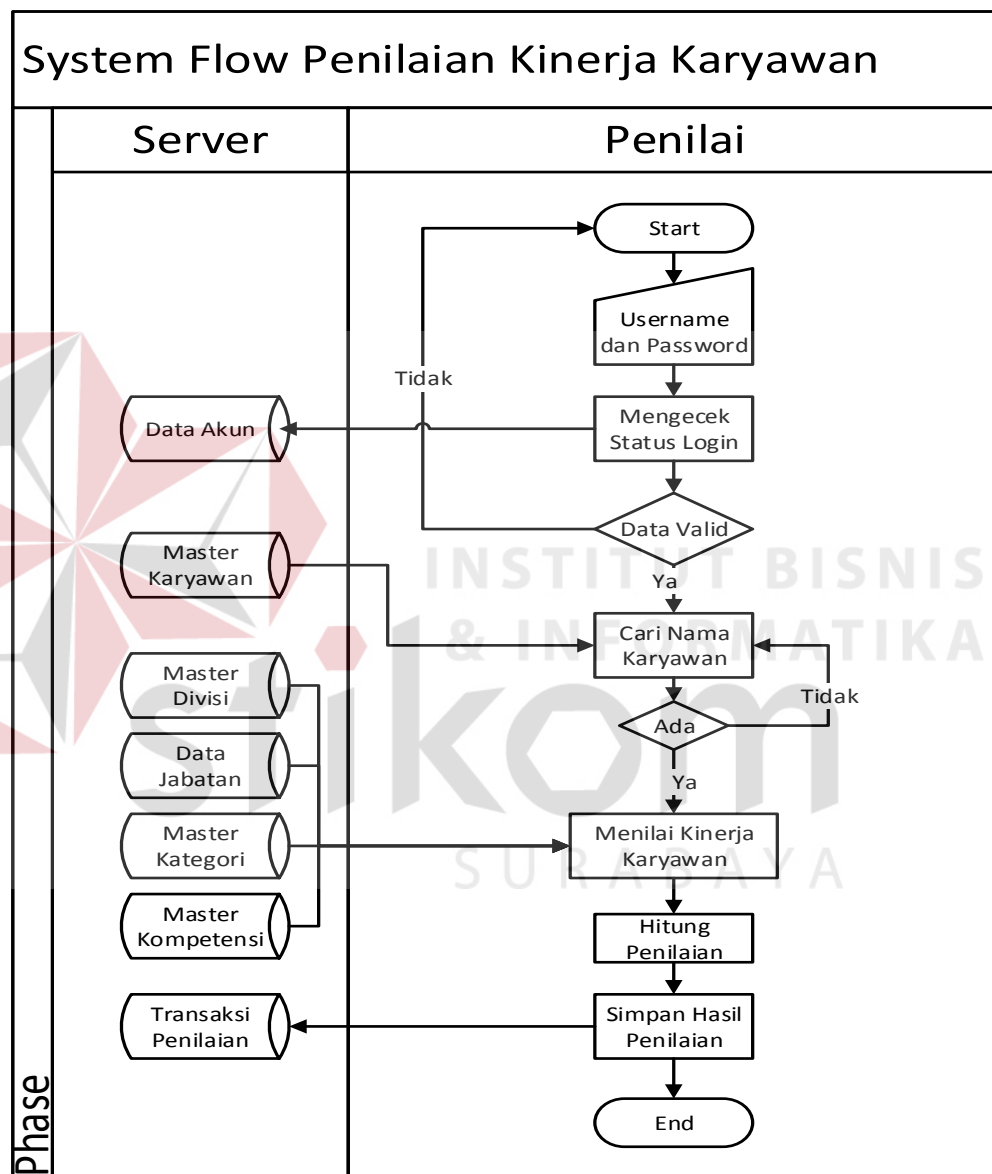 System Flow Penilaian Kinerja Karyawan
Server
Penilai
Start
Username
dan Password
Tidak
Data Akun
Mengecek
Status Login
Data Valid
Master
Karyawan
INSTITUT BISNIS
Ya
& INFORMATIKA
Cari Nama
Karyawan
Master
Divisi
Tidak
stikom
Ada
Data
Jabatan
Ya
Master
Kategori
Menilai Kinerja
Karyawan
SURABAYA
Master
Kompetensi
Hitung
Penilaian
Transaksi
Penilaian
Simpan Hasil
Penilaian
End
Phase